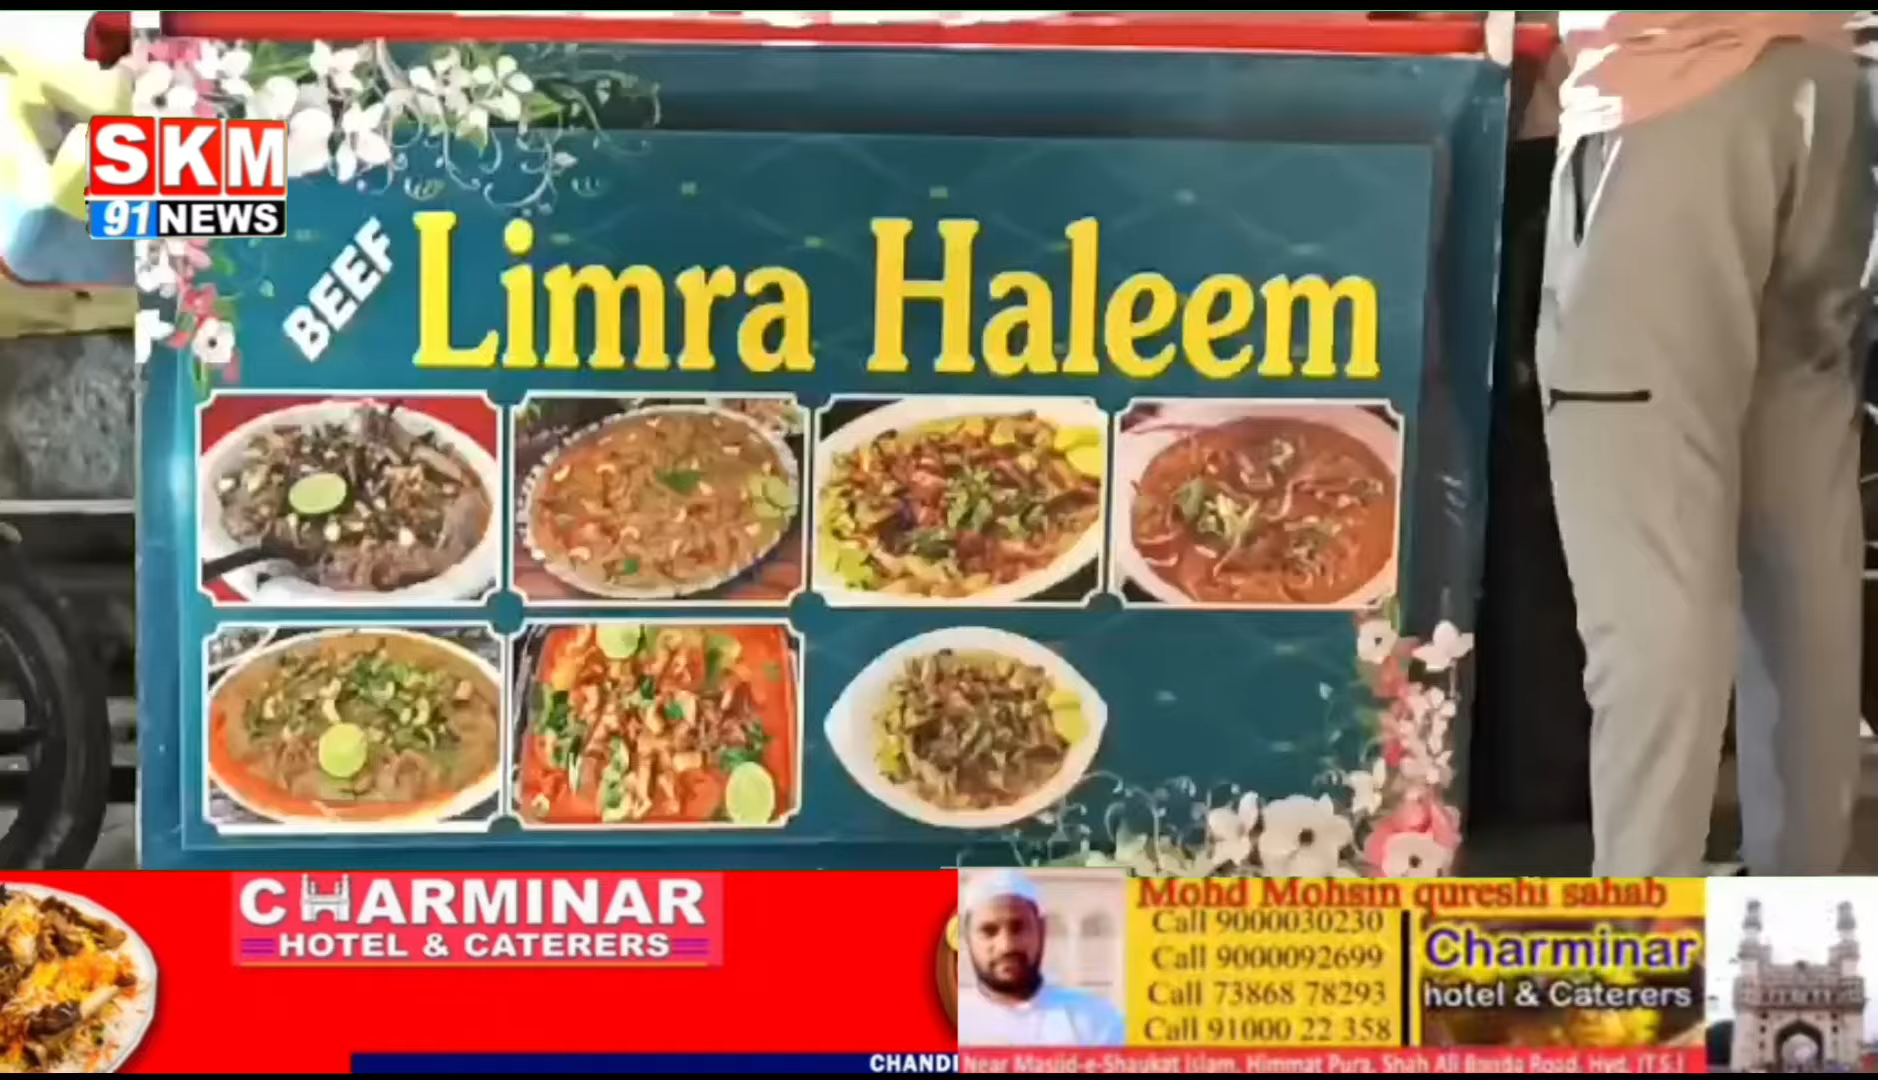 SKM
91 NEWS
BEEF
Limra Haleem
CHARMINAR
HOTEL & CATERERS
Mohd Mohsin qureshi sahab
Call 9000030230
Call 9000092699
Call 73868 78293
Call 91000 22 358
Charminar
hotel & Caterers
CHANDI
Near Masjid-e-Shaukat Islam, Himmat Pura, Shah Ali Banda Road, Hyd. (T.S.)